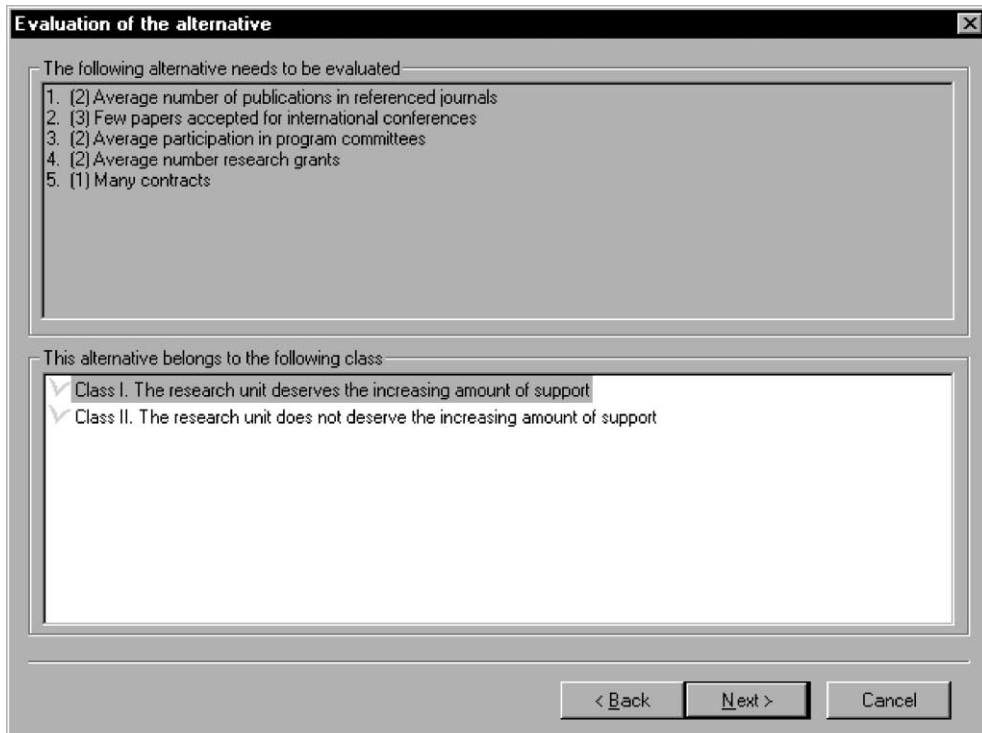 Evaluation of the alternative
The following alternative needs to be evaluated
1. (2) Average number of publications in referenced journals
2. (3) Few papers accepted for international conferences
3. (2) Average participation in program committees
4. (2) Average number research grants
5. (1) Many contracts
This alternative belongs to the following class
Class I. The research unit deserves the increasing amount of support
Class II. The research unit does not deserve the increasing amount of support
< Back Next > Cancel